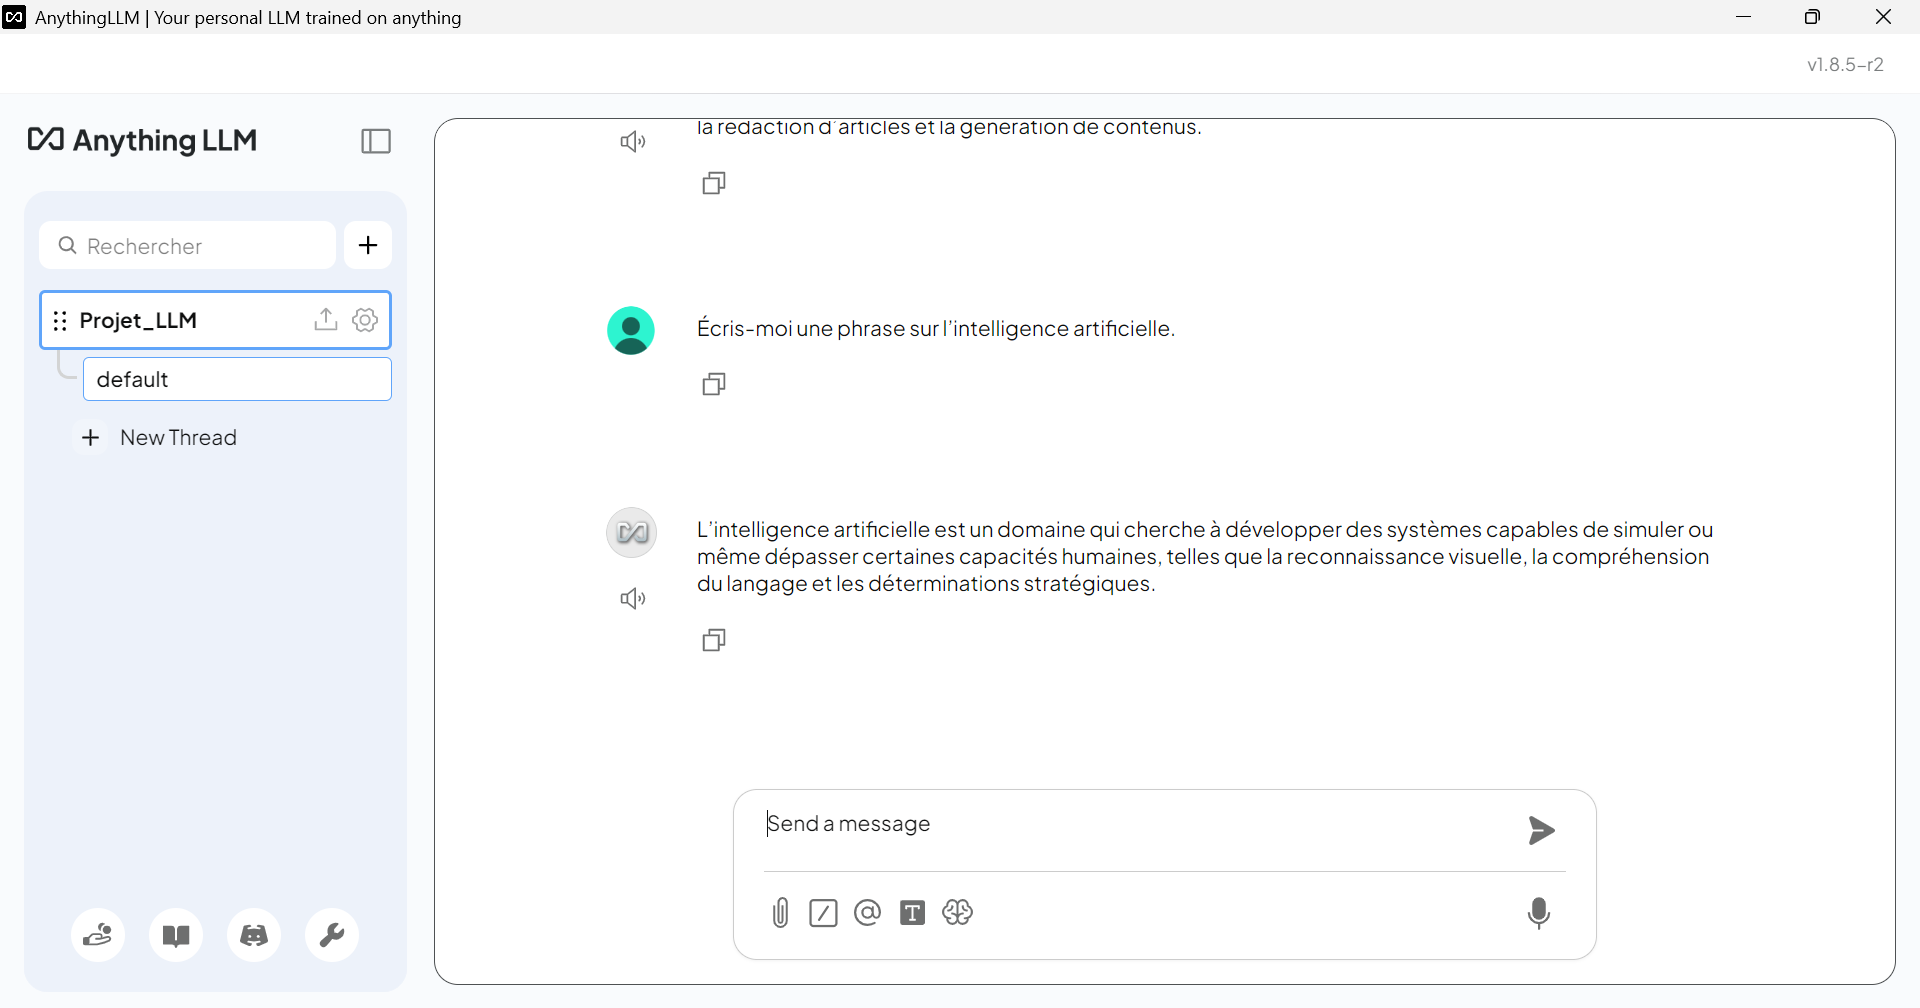 AnythingLLM | Your personal LLM trained on anything
v1.8.5-r2
Anything LLM
Rechercher
Projet_LLM
default
New Thread
la rédaction d'articles et la génération de contenus.
Écris-moi une phrase sur l'intelligence artificielle.
L'intelligence artificielle est un domaine qui cherche à développer des systèmes capables de simuler ou
même dépasser certaines capacités humaines, telles que la reconnaissance visuelle, la compréhension
du langage et les déterminations stratégiques.
Send a message